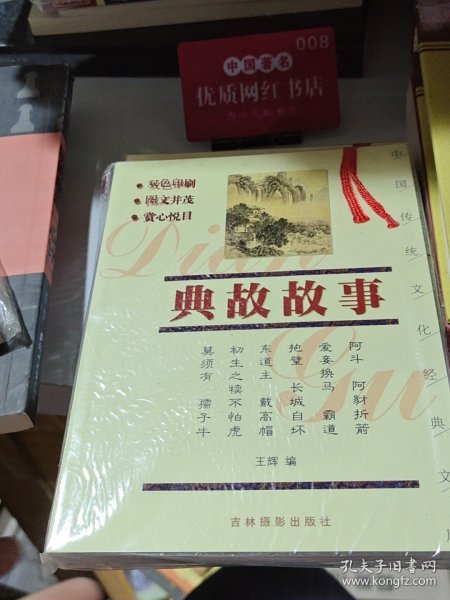 008
中国著名
优质网红书店
双色印刷
图文并茂
赏心悦目
Dian
Gu
典故故事
阿斗 阿豺折箭
爱妾换马 霸道
抱璧 长城自坏
东道主 戴高帽
初生之犊不怕虎
莫须有 孺子牛
王辉 编
吉林摄影出版社
中国传统文化经典文
孔夫子旧书网
www.kongfz.com